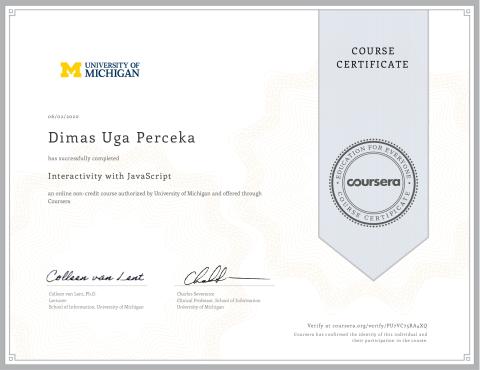 UNIVERSITY OF
MICHIGAN
COURSE
CERTIFICATE
06/02/2020
Dimas Uga Perceka
has successfully completed
Interactivity with JavaScript
an online non-credit course authorized by University of Michigan and offered through
Coursera
EDUCATION FOR EVERYONE
coursera
COURSE CERTIFICATE
Colleen van Lent
Colleen van Lent, Ph.D.
Lecturer
School of Information, University of Michigan
Charles Severance
Clinical Professor, School of Information
University of Michigan
Verify at coursera.org/verify/
Coursera has confirmed the identity of this individual and
their participation in the course.